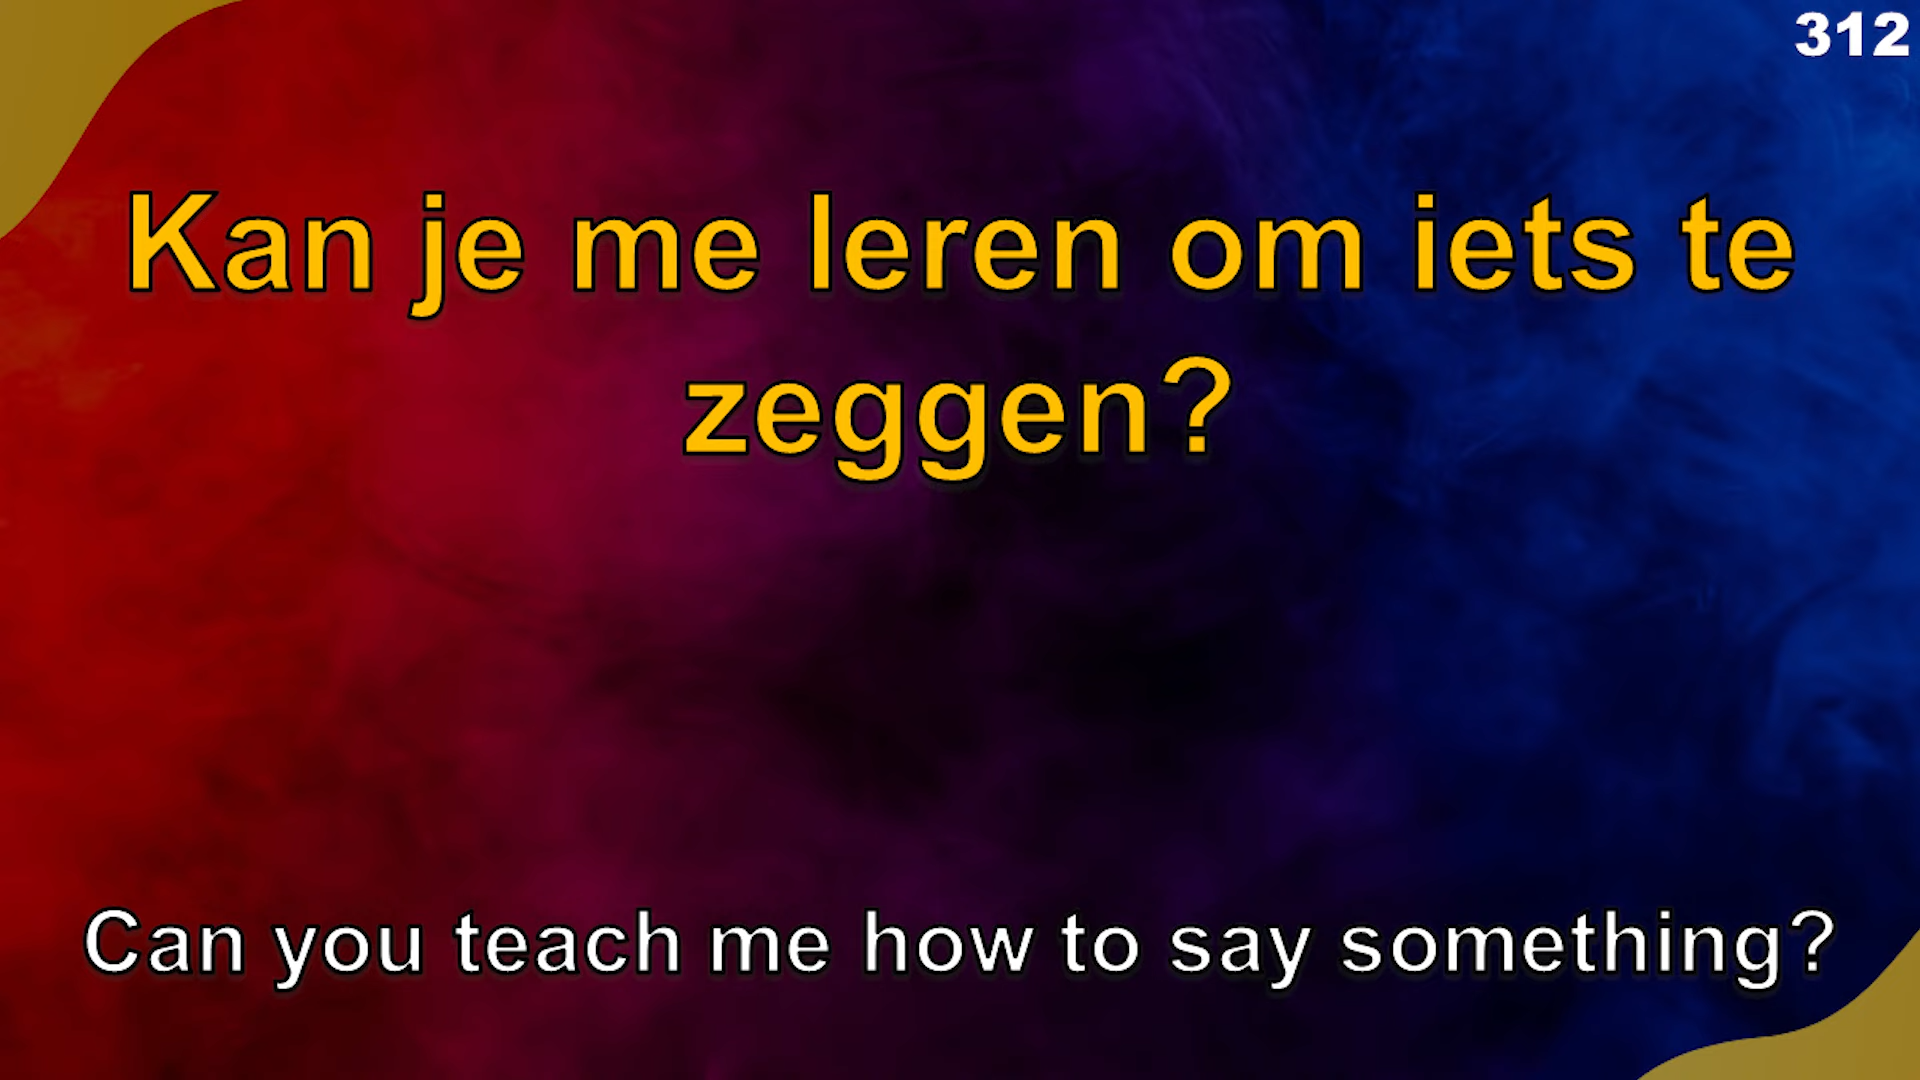 312
Kan je me leren om iets te
zeggen?
Can you teach me how to say something?